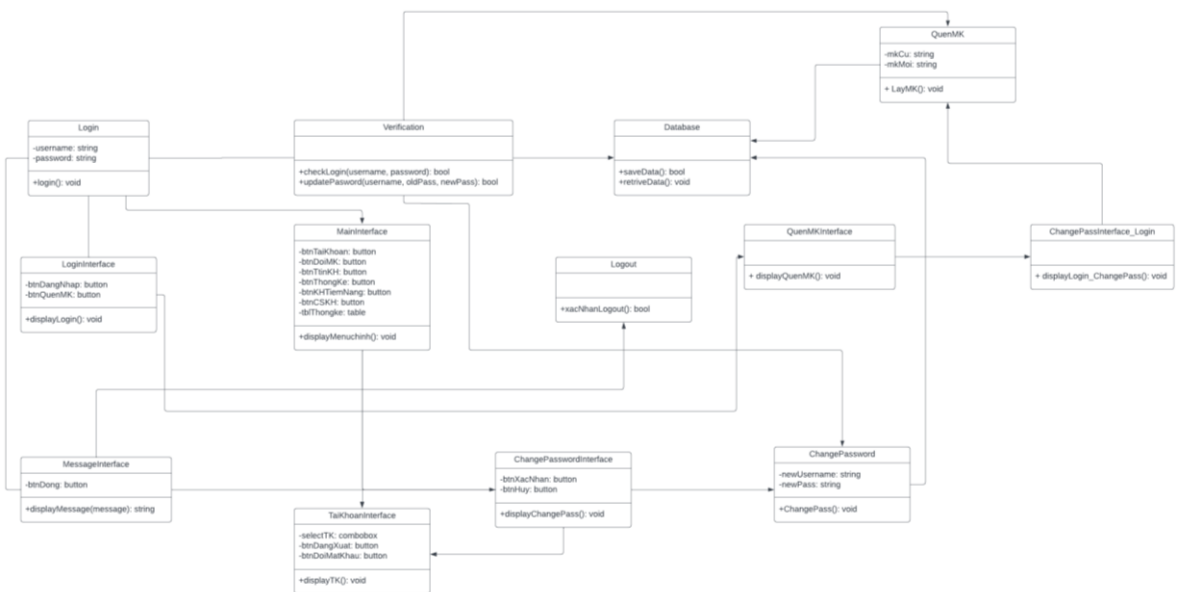 QuenMK
-mkCu: string
-mkMoi: string
+ LayMK(): void
Login
-username: string
-password: string
+login(): void
Verification
+checkLogin(username, password): bool
+updatePasword(username, oldPass, newPass): bool
Database
+saveData(): bool
+retriveData(): void
MainInterface
-btnTaiKhoan: button
-btnDoiMK: button
-btnTtinKH: button
-btnThongKe: button
-btnKHTiemNang: button
-btnCSKH: button
-tblThongke: table
+displayMenuchinh(): void
QuenMKInterface
+ displayQuenMK(): void
ChangePassInterface_Login
+ displayLogin_ChangePass(): void
LoginInterface
-btnDangNhap: button
-btnQuenMK: button
+displayLogin(): void
Logout
+xacNhanLogout(): bool
MessageInterface
-btnDong: button
+displayMessage(message): string
ChangePasswordInterface
-btnXacNhan: button
-btnHuy: button
+displayChangePass(): void
ChangePassword
-newUsername: string
-newPass: string
+ChangePass(): void
TaiKhoanInterface
-selectTK: combobox
-btnDangXuat: button
-btnDoiMatKhau: button
+displayTK(): void